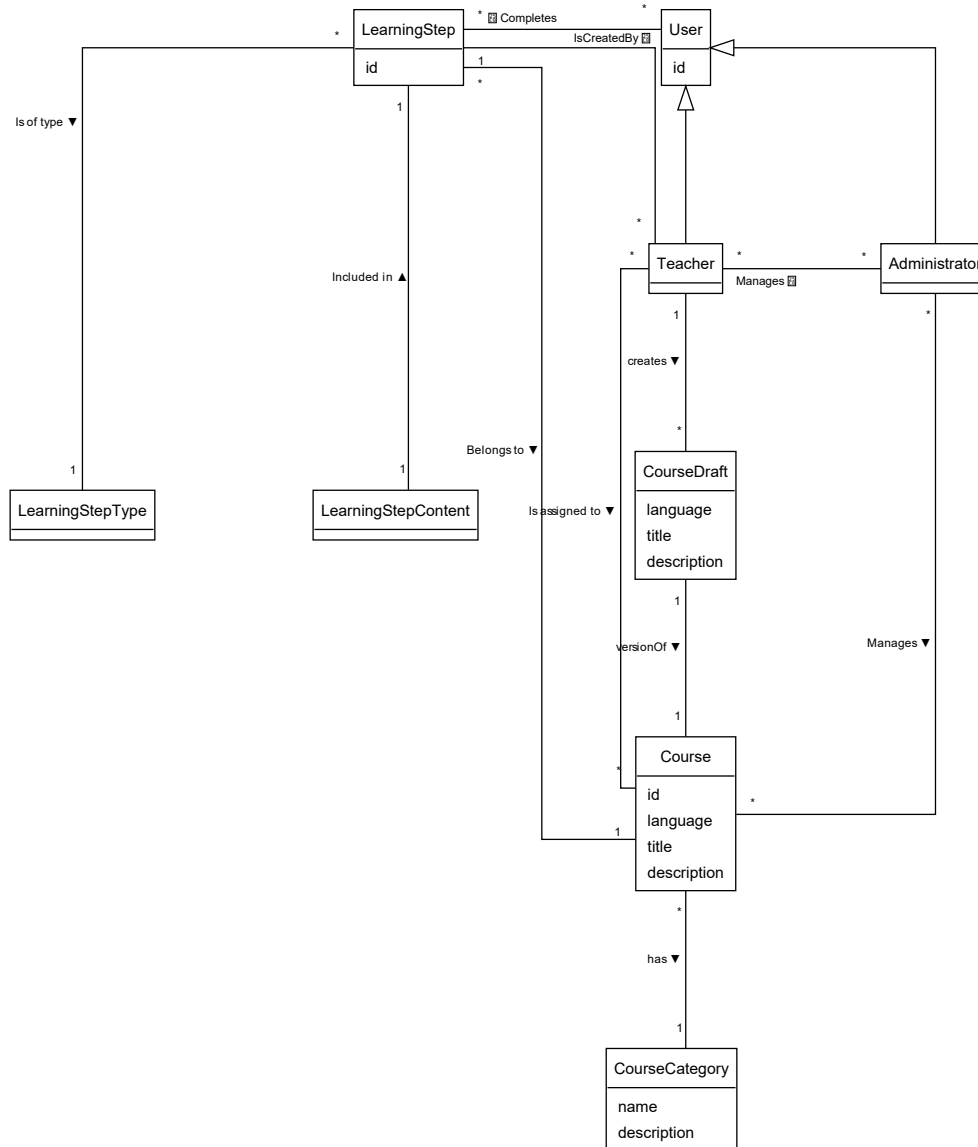 * Completes *
LearningStep
User
IsCreatedBy
*
1
id
*
id
1
Is of type ▼
*
Teacher
*
*
*
Administrator
Manages
Included in ▲
1
*
creates ▼
*
Belongs to ▼
1
1
CourseDraft
LearningStepType
LearningStepContent
language
Is assigned to ▼
title
description
1
versionOf ▼
Manages ▼
1
Course
*
id
*
language
1
title
description
*
has ▼
1
CourseCategory
name
description